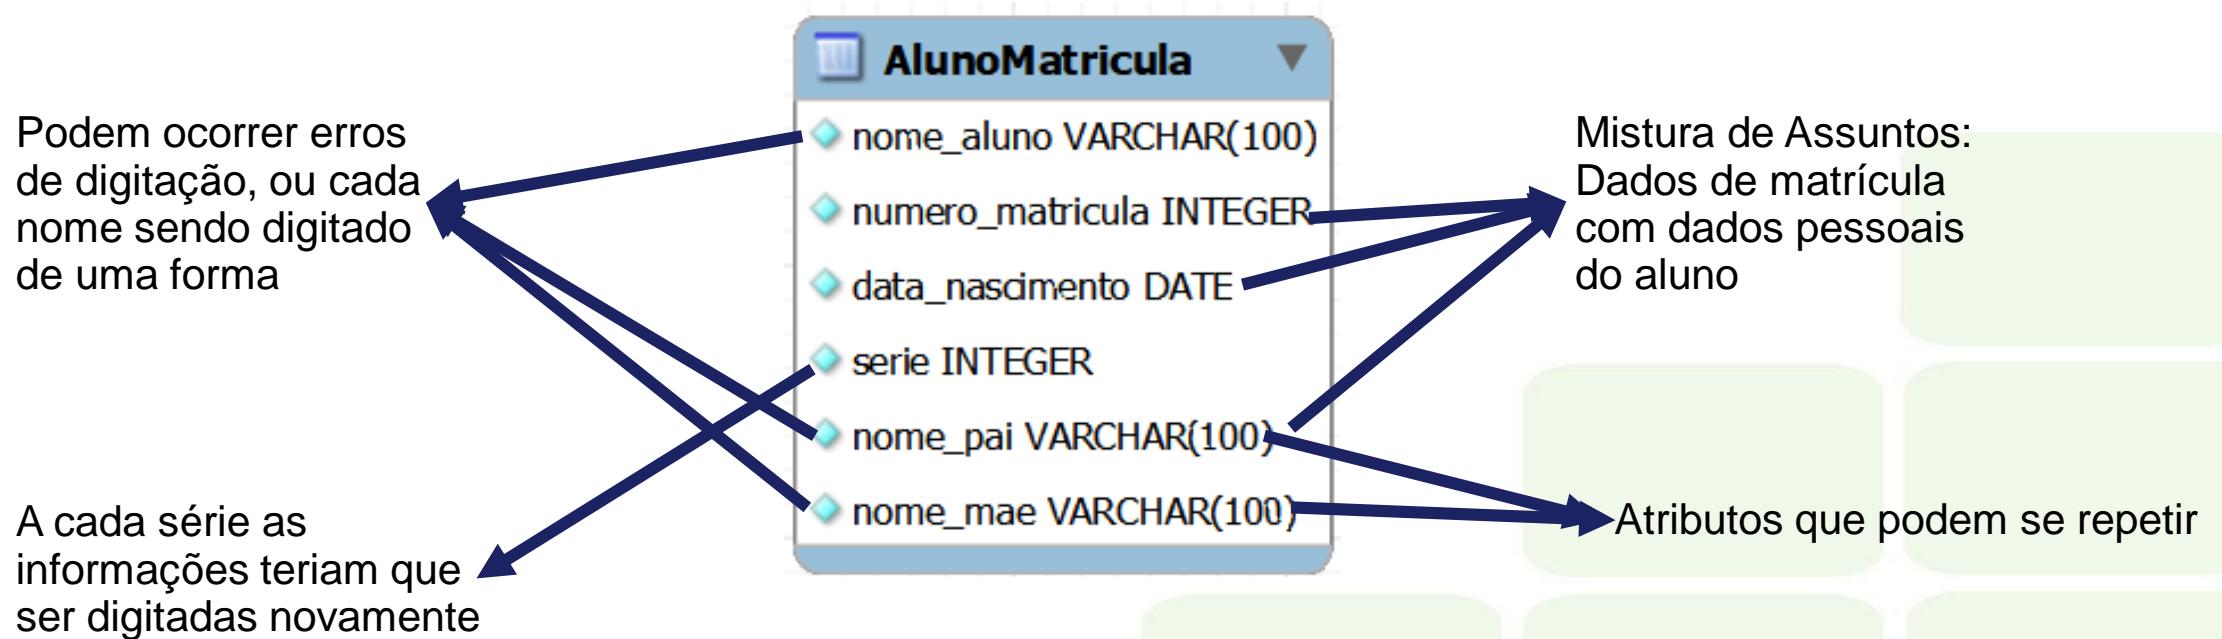 AlunoMatricula
nome_aluno VARCHAR(100)
numero_matricula INTEGER
data_nascimento DATE
serie INTEGER
nome_pai VARCHAR(100)
nome_mae VARCHAR(100)
Podem ocorrer erros
de digitação, ou cada
nome sendo digitado
de uma forma
A cada série as
informações teriam que
ser digitadas novamente
Mistura de Assuntos:
Dados de matrícula
com dados pessoais
do aluno
Atributos que podem se repetir